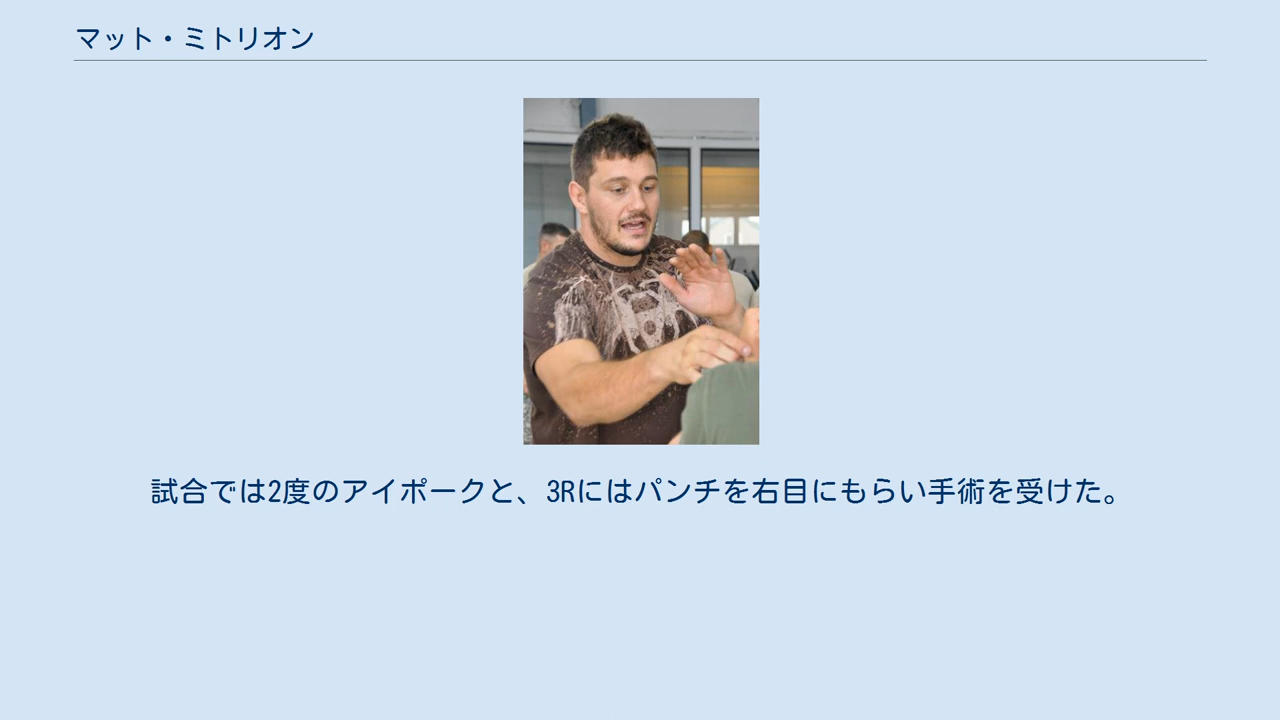 マット・ミトリオン
試合では2度のアイポークと、3Rにはパンチを右目にもらい手術を受けた。